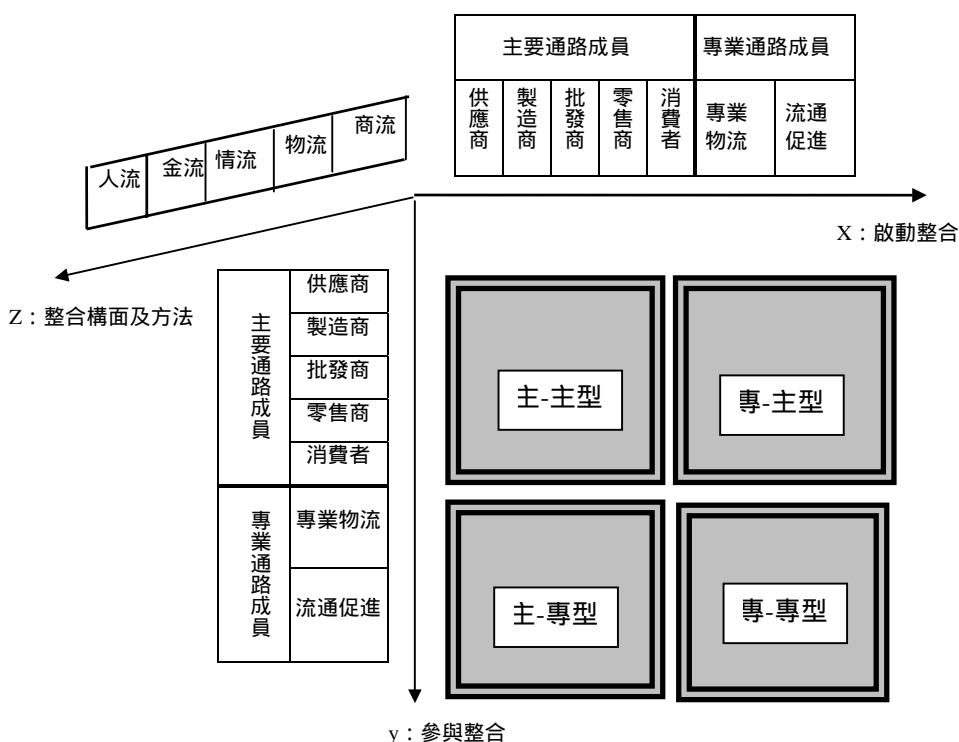 主要通路成員
專業通路成員
供應商
製造商
批發商
零售商
消費者
專業
物流
流通
促進
人流
金流
情流
物流
商流
X：啟動整合
Z：整合構面及方法
主要通路成員
供應商
製造商
批發商
零售商
消費者
專業通路成員
專業物流
流通促進
主-主型
專-主型
主-專型
專-專型
y：參與整合